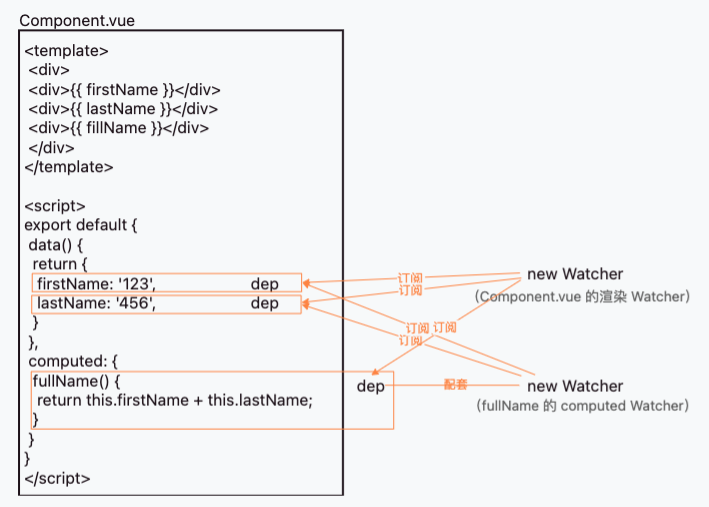 Component.vue
<template>
<div>
<div>{{ firstName }}</div>
<div>{{ lastName }}</div>
<div>{{ fillName }}</div>
</div>
</template>
<script>
export default {
data() {
return {
firstName: '123', dep
lastName: '456', dep
}
},
computed: {
fullName() {
return this.firstName + this.lastName;
}
}
}
</script>
dep
订阅
订阅
订阅 订阅
订阅
配套
new Watcher
（Component.vue 的渲染 Watcher）
new Watcher
（fullName 的 computed Watcher）